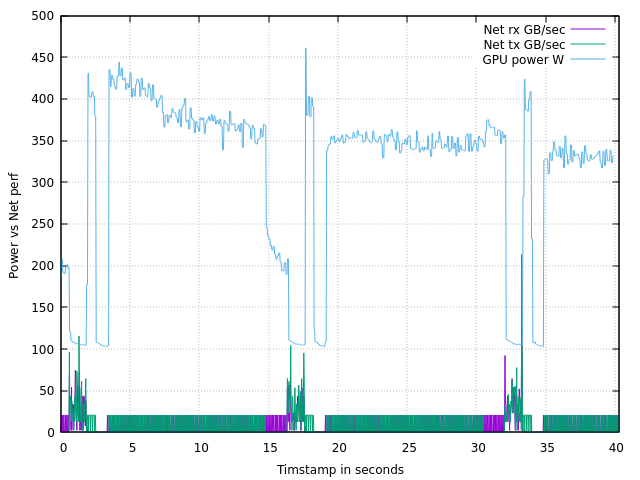 500
450
400
350
300
250
200
150
100
50
0
Power vs Net perf
Net rx GB/sec
Net tx GB/sec
GPU power W
0 5 10 15 20 25 30 35 40
Timstamp in seconds